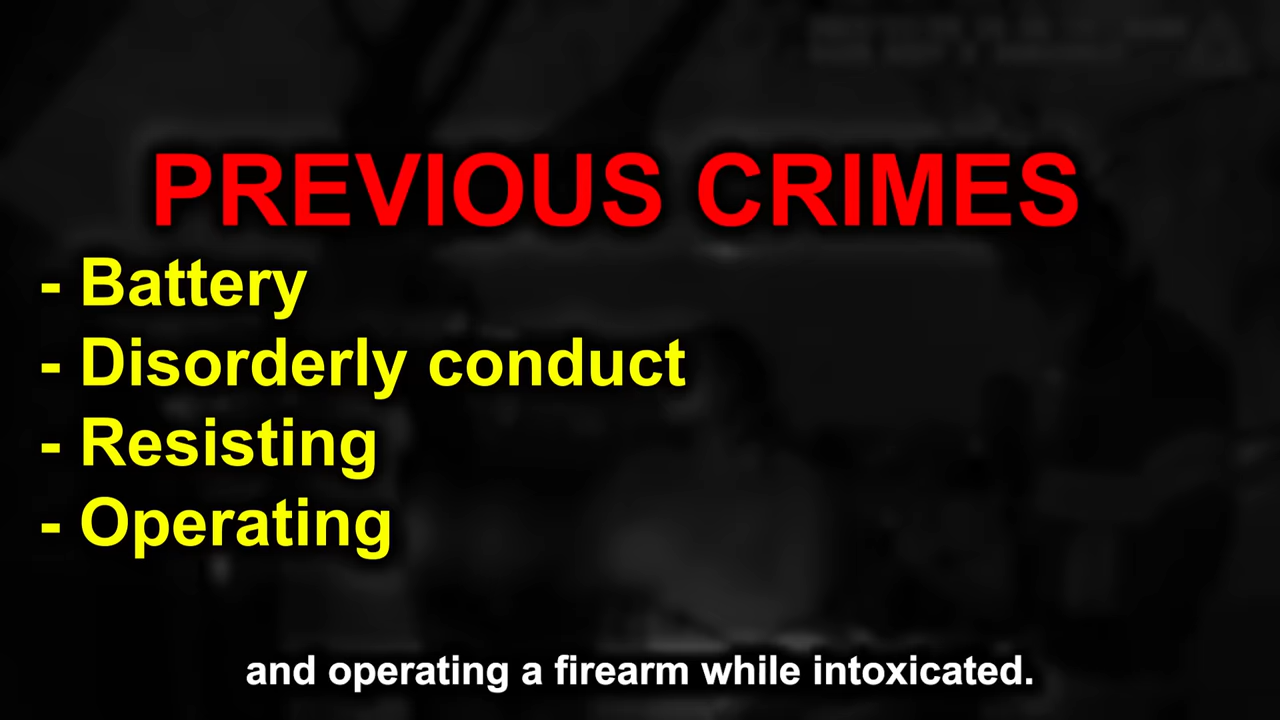 PREVIOUS CRIMES
- Battery
- Disorderly conduct
- Resisting
- Operating
and operating a firearm while intoxicated.